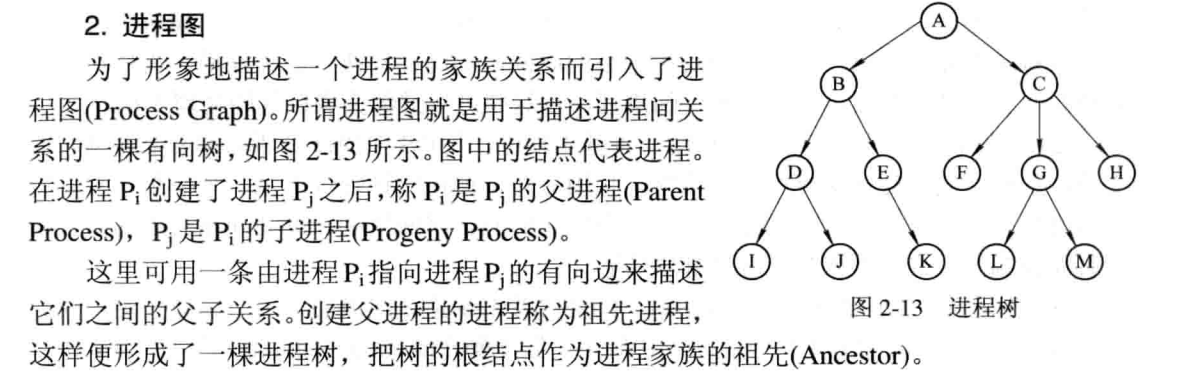 2. 进程图
为了形象地描述一个进程的家族关系而引入了进
程图(Process Graph)。所谓进程图就是用于描述进程间关
系的一棵有向树,如图 2-13 所示。图中的结点代表进程。
在进程 Pi 创建了进程 Pj 之后,称 Pi 是 Pj 的父进程(Parent
Process),Pj 是 Pi 的子进程(Progeny Process)。
这里可用一条由进程 Pi 指向进程 Pj 的有向边来描述
它们之间的父子关系。创建父进程的进程称为祖先进程,
这样便形成了一棵进程树,把树的根结点作为进程家族的祖先(Ancestor)。
A
B C
D E F G H
I J K L M
图 2-13 进程树